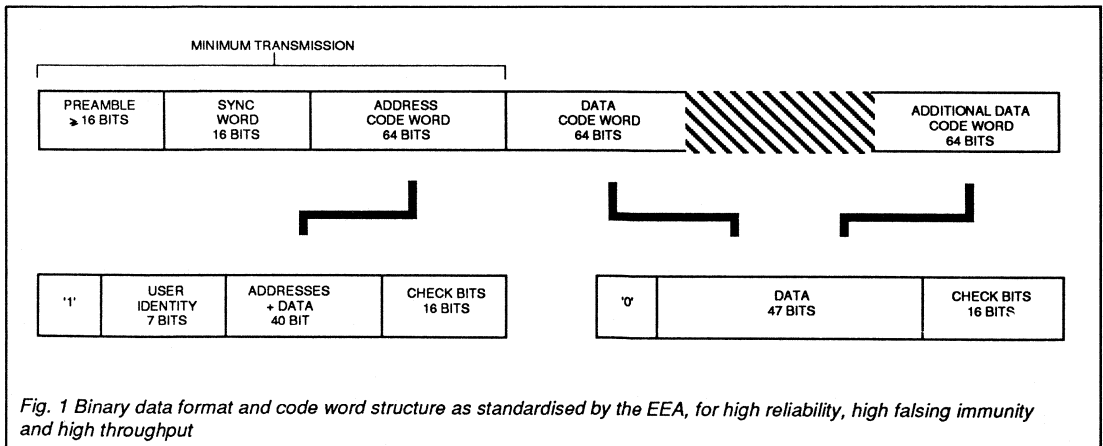 MINIMUM TRANSMISSION
PREAMBLE
⩾ 16 BITS
SYNC
WORD
16 BITS
ADDRESS
CODE WORD
64 BITS
DATA
CODE WORD
64 BITS
ADDITIONAL DATA
CODE WORD
64 BITS
'1'
USER
IDENTITY
7 BITS
ADDRESSES
+ DATA
40 BIT
CHECK BITS
16 BITS
'0'
DATA
47 BITS
CHECK BITS
16 BITS
Fig. 1 Binary data format and code word structure as standardised by the EEA, for high reliability, high falsing immunity
and high throughput